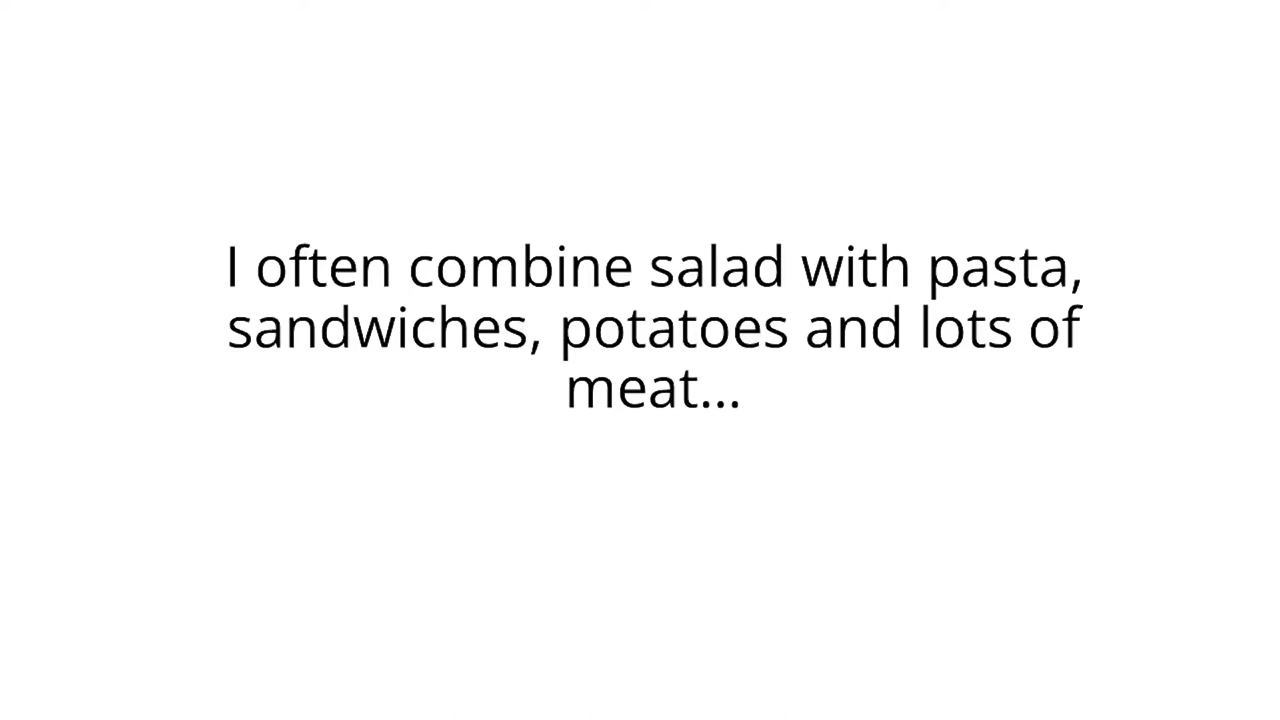 I often combine salad with pasta,
sandwiches, potatoes and lots of
meat...